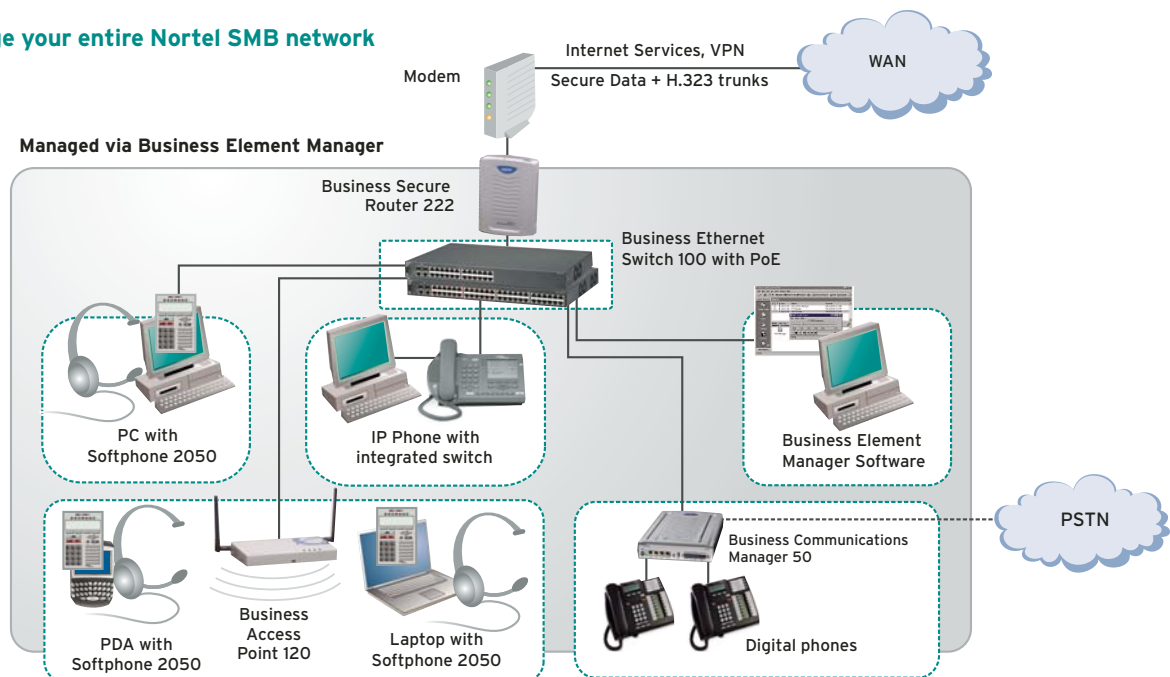 ge your entire Nortel SMB network
Internet Services, VPN
Modem
Secure Data + H.323 trunks
WAN
Managed via Business Element Manager
Business Secure
Router 222
Business Ethernet
Switch 100 with PoE
PC with
Softphone 2050
IP Phone with
integrated switch
Business Element
Manager Software
PSTN
Business Communications
Manager 50
PDA with
Softphone 2050
Business
Access
Point 120
Laptop with
Softphone 2050
Digital phones